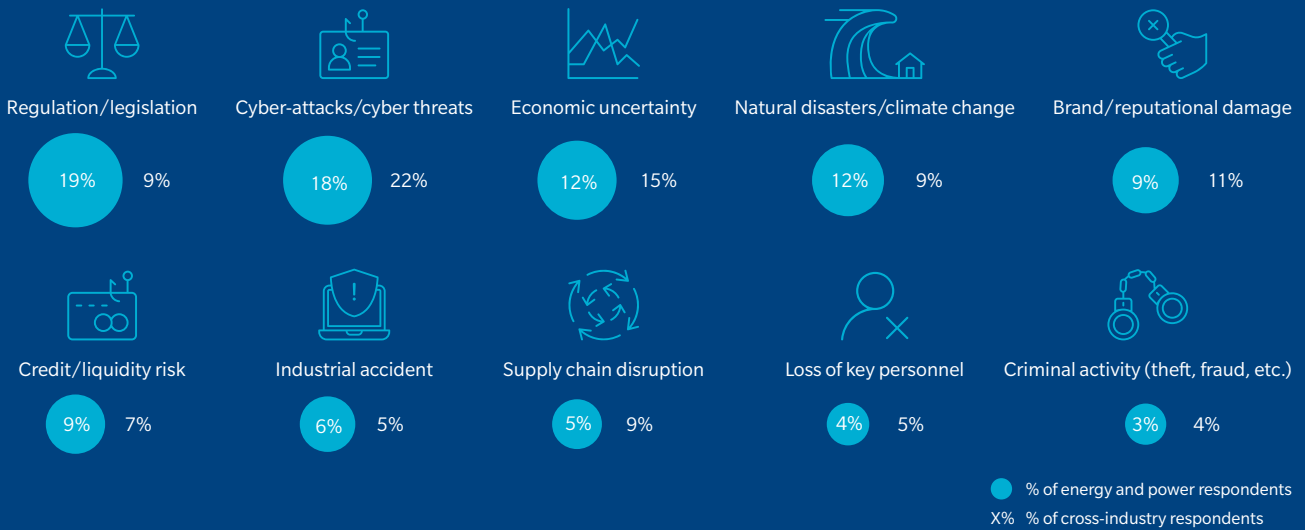 Regulation/legislation
19% 9%
Cyber-attacks/cyber threats
18% 22%
Economic uncertainty
12% 15%
Natural disasters/climate change
12% 9%
Brand/reputational damage
9% 11%
Credit/liquidity risk
9% 7%
Industrial accident
6% 5%
Supply chain disruption
5% 9%
Loss of key personnel
4% 5%
Criminal activity (theft, fraud, etc.)
3% 4%
% of energy and power respondents
X% % of cross-industry respondents